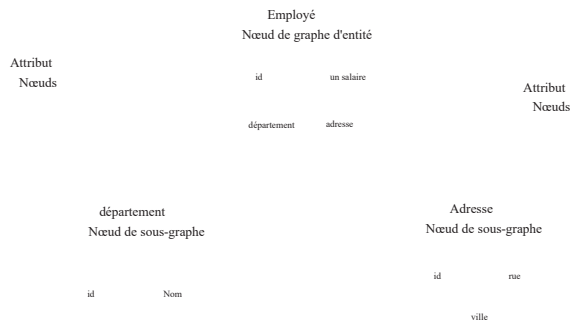 Employé
Nœud de graphe d'entité
Attribut
Nœuds
id un salaire
Attribut
Nœuds
département adresse
département
Nœud de sous-graphe
Adresse
Nœud de sous-graphe
id rue
id Nom
ville